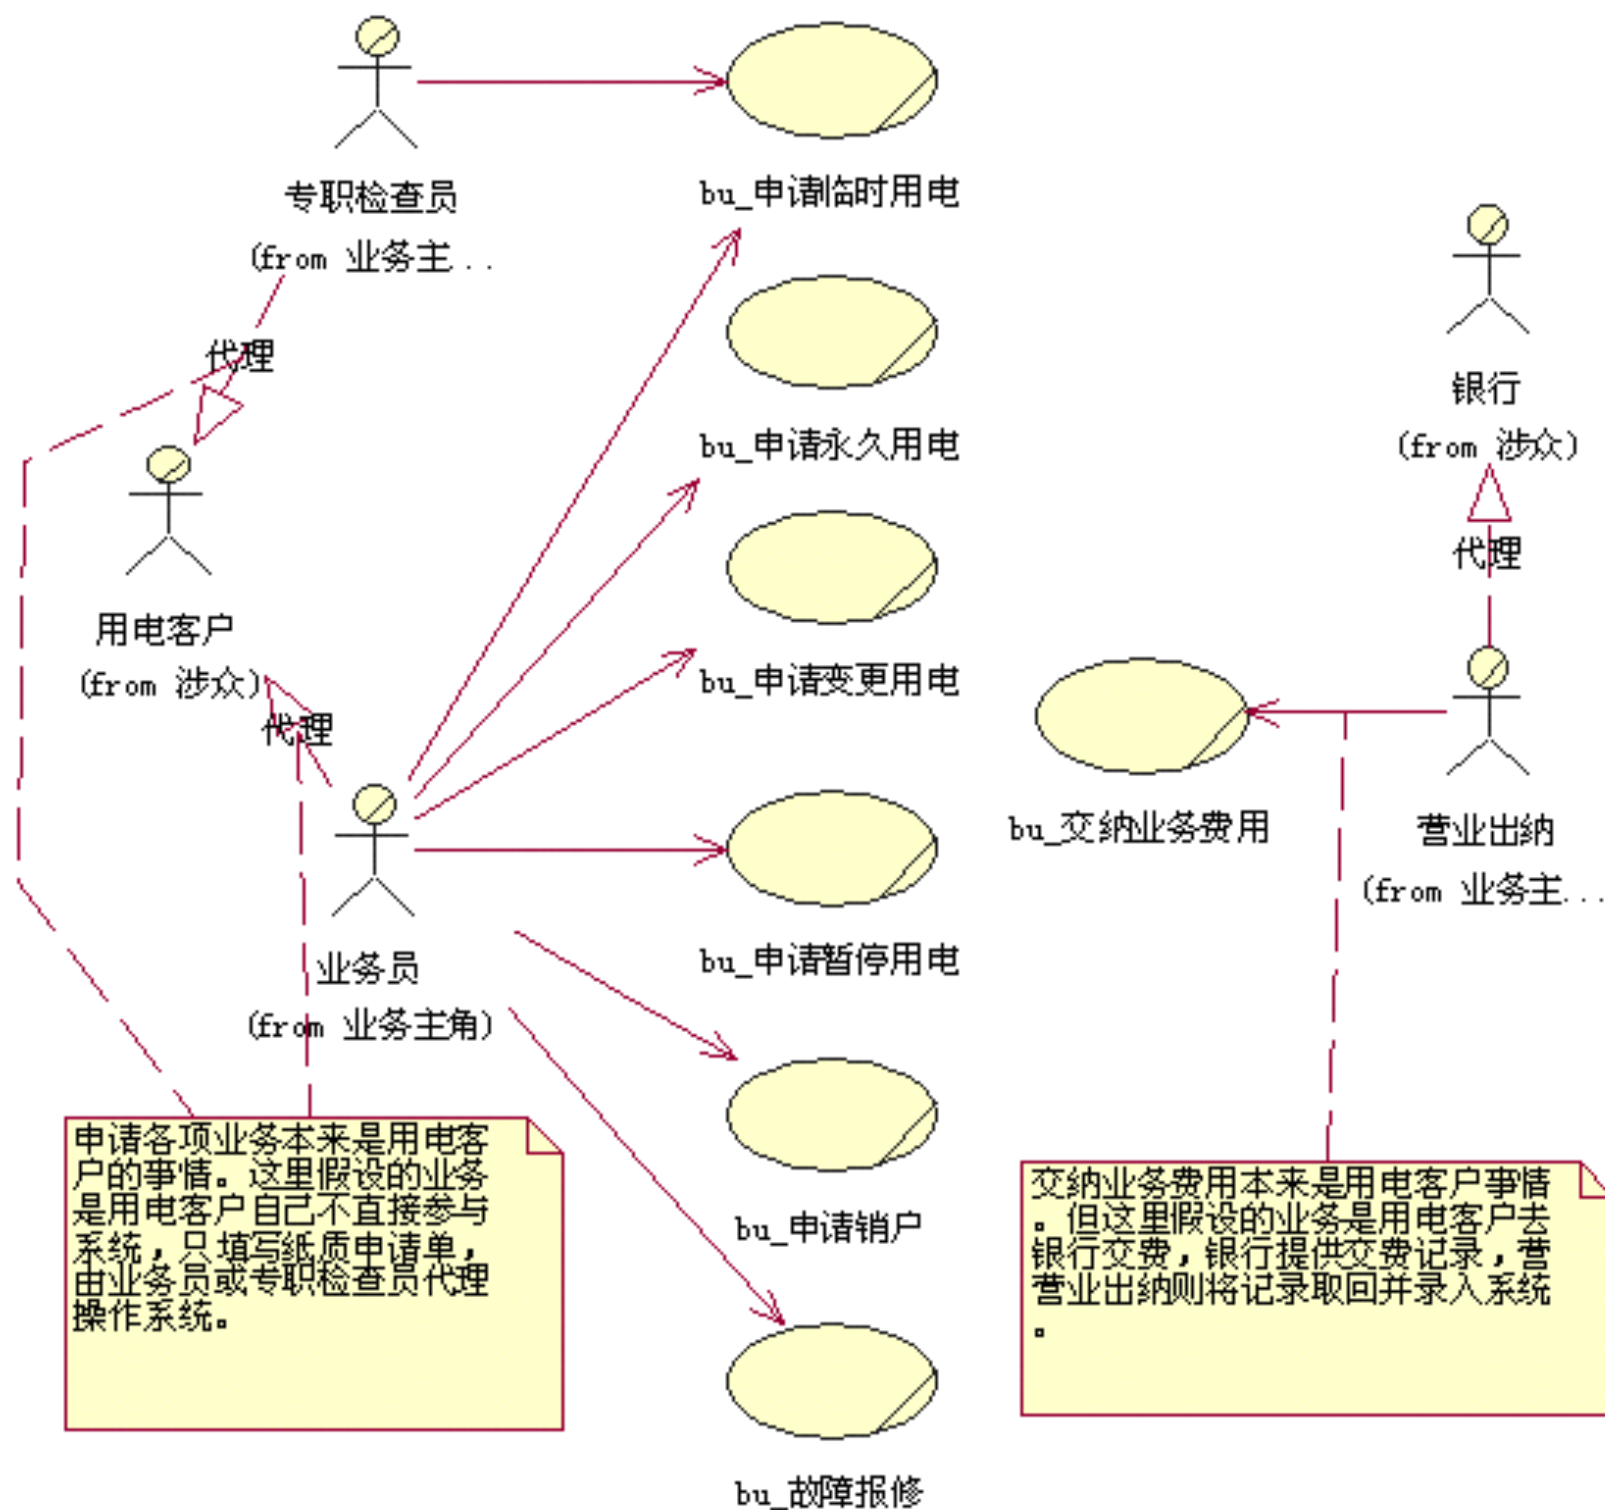 专职检查员
(from 业务主...
bu_申请临时用电
代理
银行
(from 涉众)
bu_申请永久用电
代理
用电客户
(from 涉众)
bu_申请变更用电
代理
bu_交纳业务费用
营业出纳
(from 业务主...
业务员
(from 业务主角)
bu_申请暂停用电
申请各项业务本来是用电客
户的事情。这里假设的业务
是用电客户自己不直接参与
系统，只填写纸质申请单，
由业务员或专职检查员代理
操作系统。
bu_申请销户
交纳业务费用本来是用电客户事情
。但这里假设的业务是用电客户去
银行交费，银行提供交费记录，营
营业出纳则将记录取回并录入系统
。
bu_故障报修